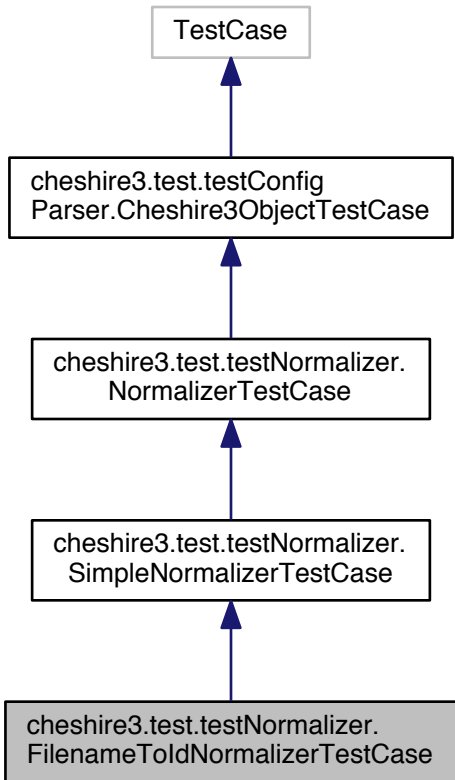 TestCase
cheshire3.test.testConfig
Parser.Cheshire3ObjectTestCase
cheshire3.test.testNormalizer.
NormalizerTestCase
cheshire3.test.testNormalizer.
SimpleNormalizerTestCase
cheshire3.test.testNormalizer.
FilenameToIdNormalizerTestCase